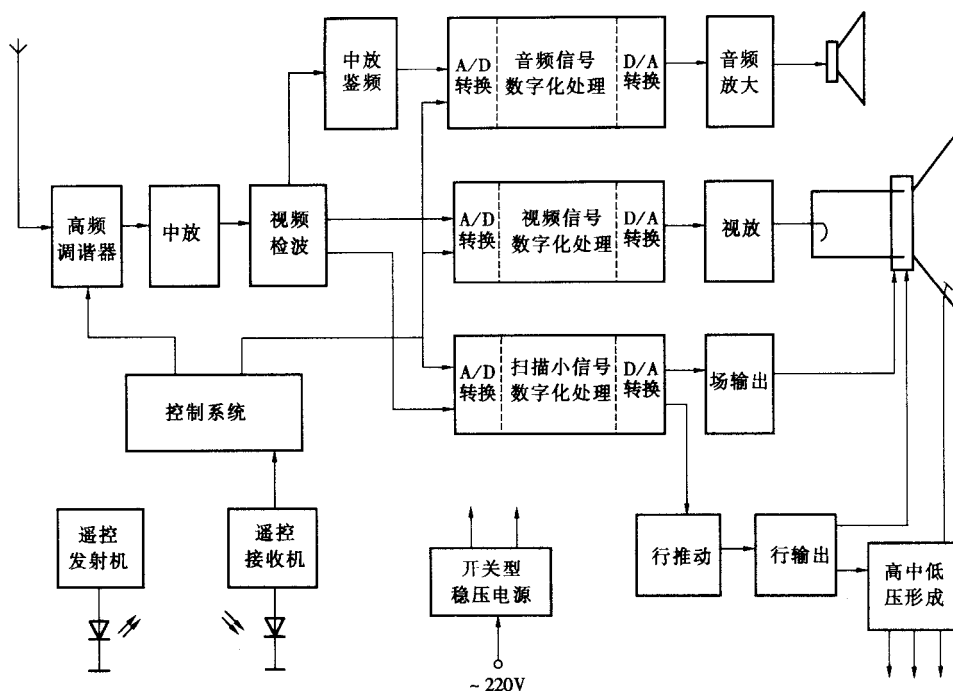 中放
鉴频
A/D
转换
音频信号
数字化处理
D/A
转换
音频
放大
高频
调谐器
中放
视频
检波
A/D
转换
视频信号
数字化处理
D/A
转换
视放
A/D
转换
扫描小信号
数字化处理
D/A
转换
场输出
控制系统
遥控
发射机
遥控
接收机
开关型
稳压电源
~220V
行推动
行输出
高中低
压形成